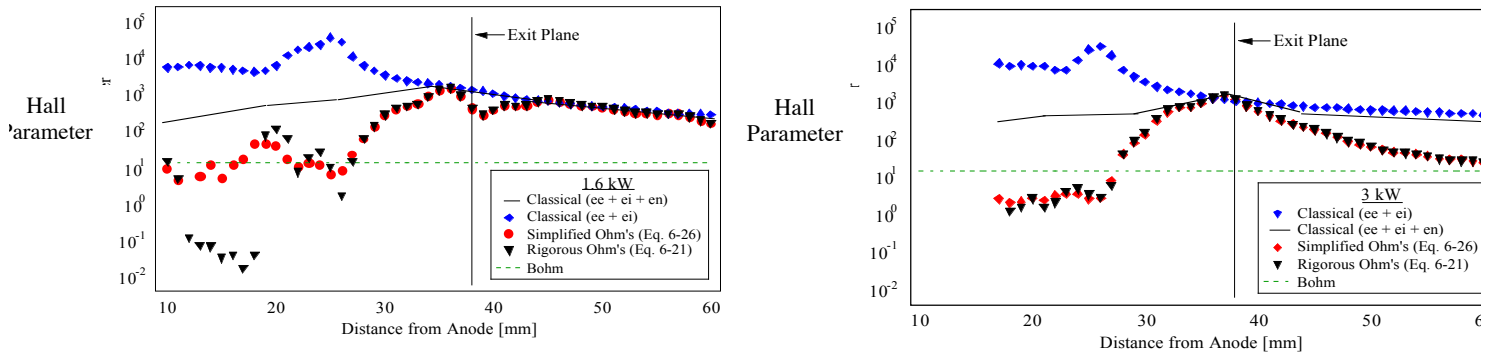 10^5
10^4
10^3
10^2
10^1
10^0
10^-1
10^-2
Hall
Parameter
Exit Plane
1.6 kW
Classical (ee + ei + en)
Classical (ee + ei)
Simplified Ohm's (Eq. 6-26)
Rigorous Ohm's (Eq. 6-21)
Bohm
10 20 30 40 50 60
Distance from Anode [mm]
10^5
10^4
10^3
10^2
10^1
10^0
10^-1
10^-2
Hall
Parameter
Exit Plane
3 kW
Classical (ee + ei)
Classical (ee + ei + en)
Simplified Ohm's (Eq. 6-26)
Rigorous Ohm's (Eq. 6-21)
Bohm
10 20 30 40 50 60
Distance from Anode [mm]